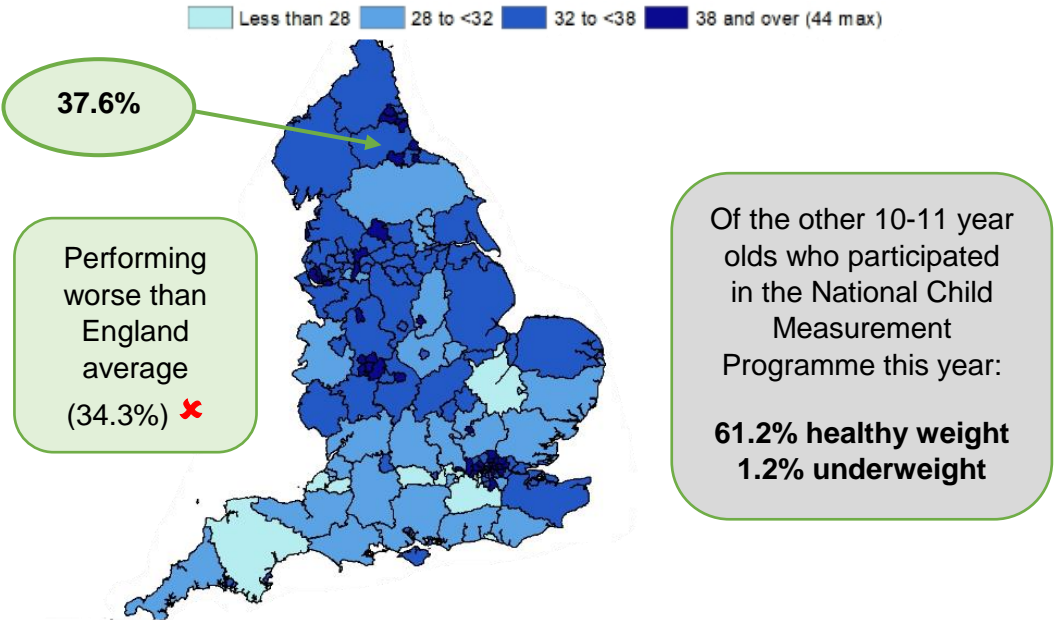 Less than 28 28 to <32 32 to <38 38 and over (44 max)
37.6%
Performing
worse than
England
average
(34.3%) ✘
Of the other 10-11 year
olds who participated
in the National Child
Measurement
Programme this year:
61.2% healthy weight
1.2% underweight